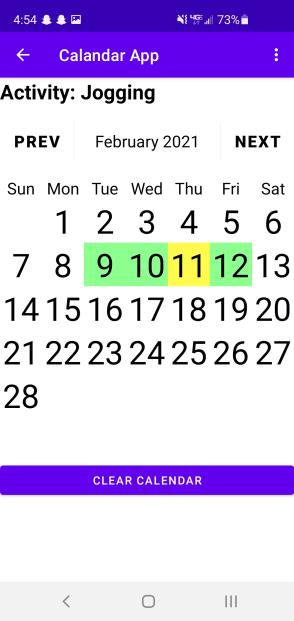 4:54 73%
Calandar App
Activity: Jogging
PREV February 2021 NEXT
Sun Mon Tue Wed Thu Fri Sat
1 2 3 4 5 6
7 8 9 10 11 12 13
14 15 16 17 18 19 20
21 22 23 24 25 26 27
28
CLEAR CALENDAR